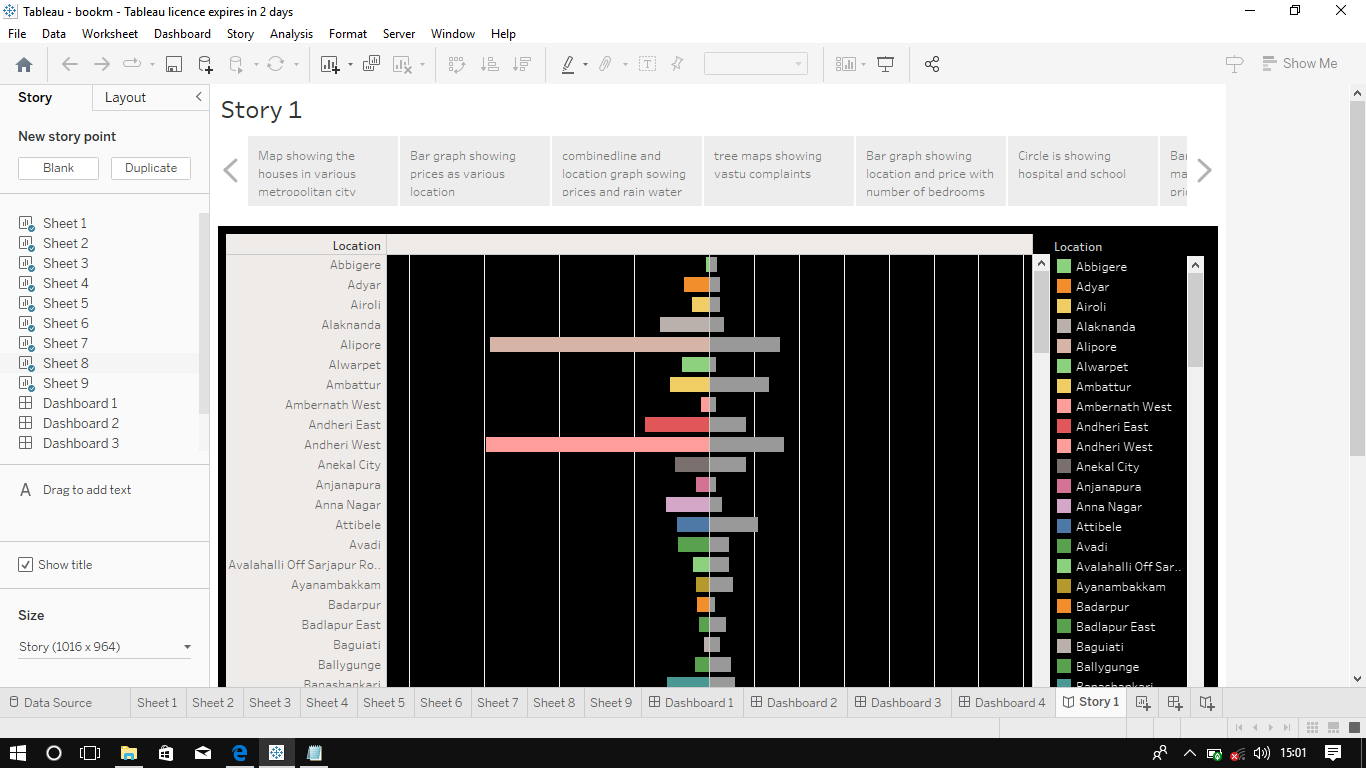 Tableau - bookm - Tableau licence expires in 2 days
File Data Worksheet Dashboard Story Analysis Format Server Window Help
Show Me
Story Layout
New story point
Blank Duplicate
Sheet 1
Sheet 2
Sheet 3
Sheet 4
Sheet 5
Sheet 6
Sheet 7
Sheet 8
Sheet 9
Dashboard 1
Dashboard 2
Dashboard 3
A Drag to add text
Show title
Size
Story (1016 x 964)
Story 1
Map showing the
houses in various
metropolitan city
Bar graph showing
prices as various
location
combinedline and
location graph sowing
prices and rain water
tree maps showing
vastu complaints
Bar graph showing
location and price with
number of bedrooms
Circle is showing
hospital and school
Location
Abbigere
Adyar
Airoli
Alaknanda
Alipore
Alwarpet
Ambattur
Ambernath West
Andheri East
Andheri West
Anekal City
Anjanapura
Anna Nagar
Attibele
Avadi
Avalahalli Off Sarjapur Ro..
Ayanambakkam
Badarpur
Badlapur East
Baguiati
Ballygunge
Banashankari
Location
Abbigere
Adyar
Airoli
Alaknanda
Alipore
Alwarpet
Ambattur
Ambernath West
Andheri East
Andheri West
Anekal City
Anjanapura
Anna Nagar
Attibele
Avadi
Avalahalli Off Sar..
Ayanambakkam
Badarpur
Badlapur East
Baguiati
Ballygunge
Banashankari
Data Source Sheet 1 Sheet 2 Sheet 3 Sheet 4 Sheet 5 Sheet 6 Sheet 7 Sheet 8 Sheet 9 Dashboard 1 Dashboard 2 Dashboard 3 Dashboard 4 Story 1
15:01